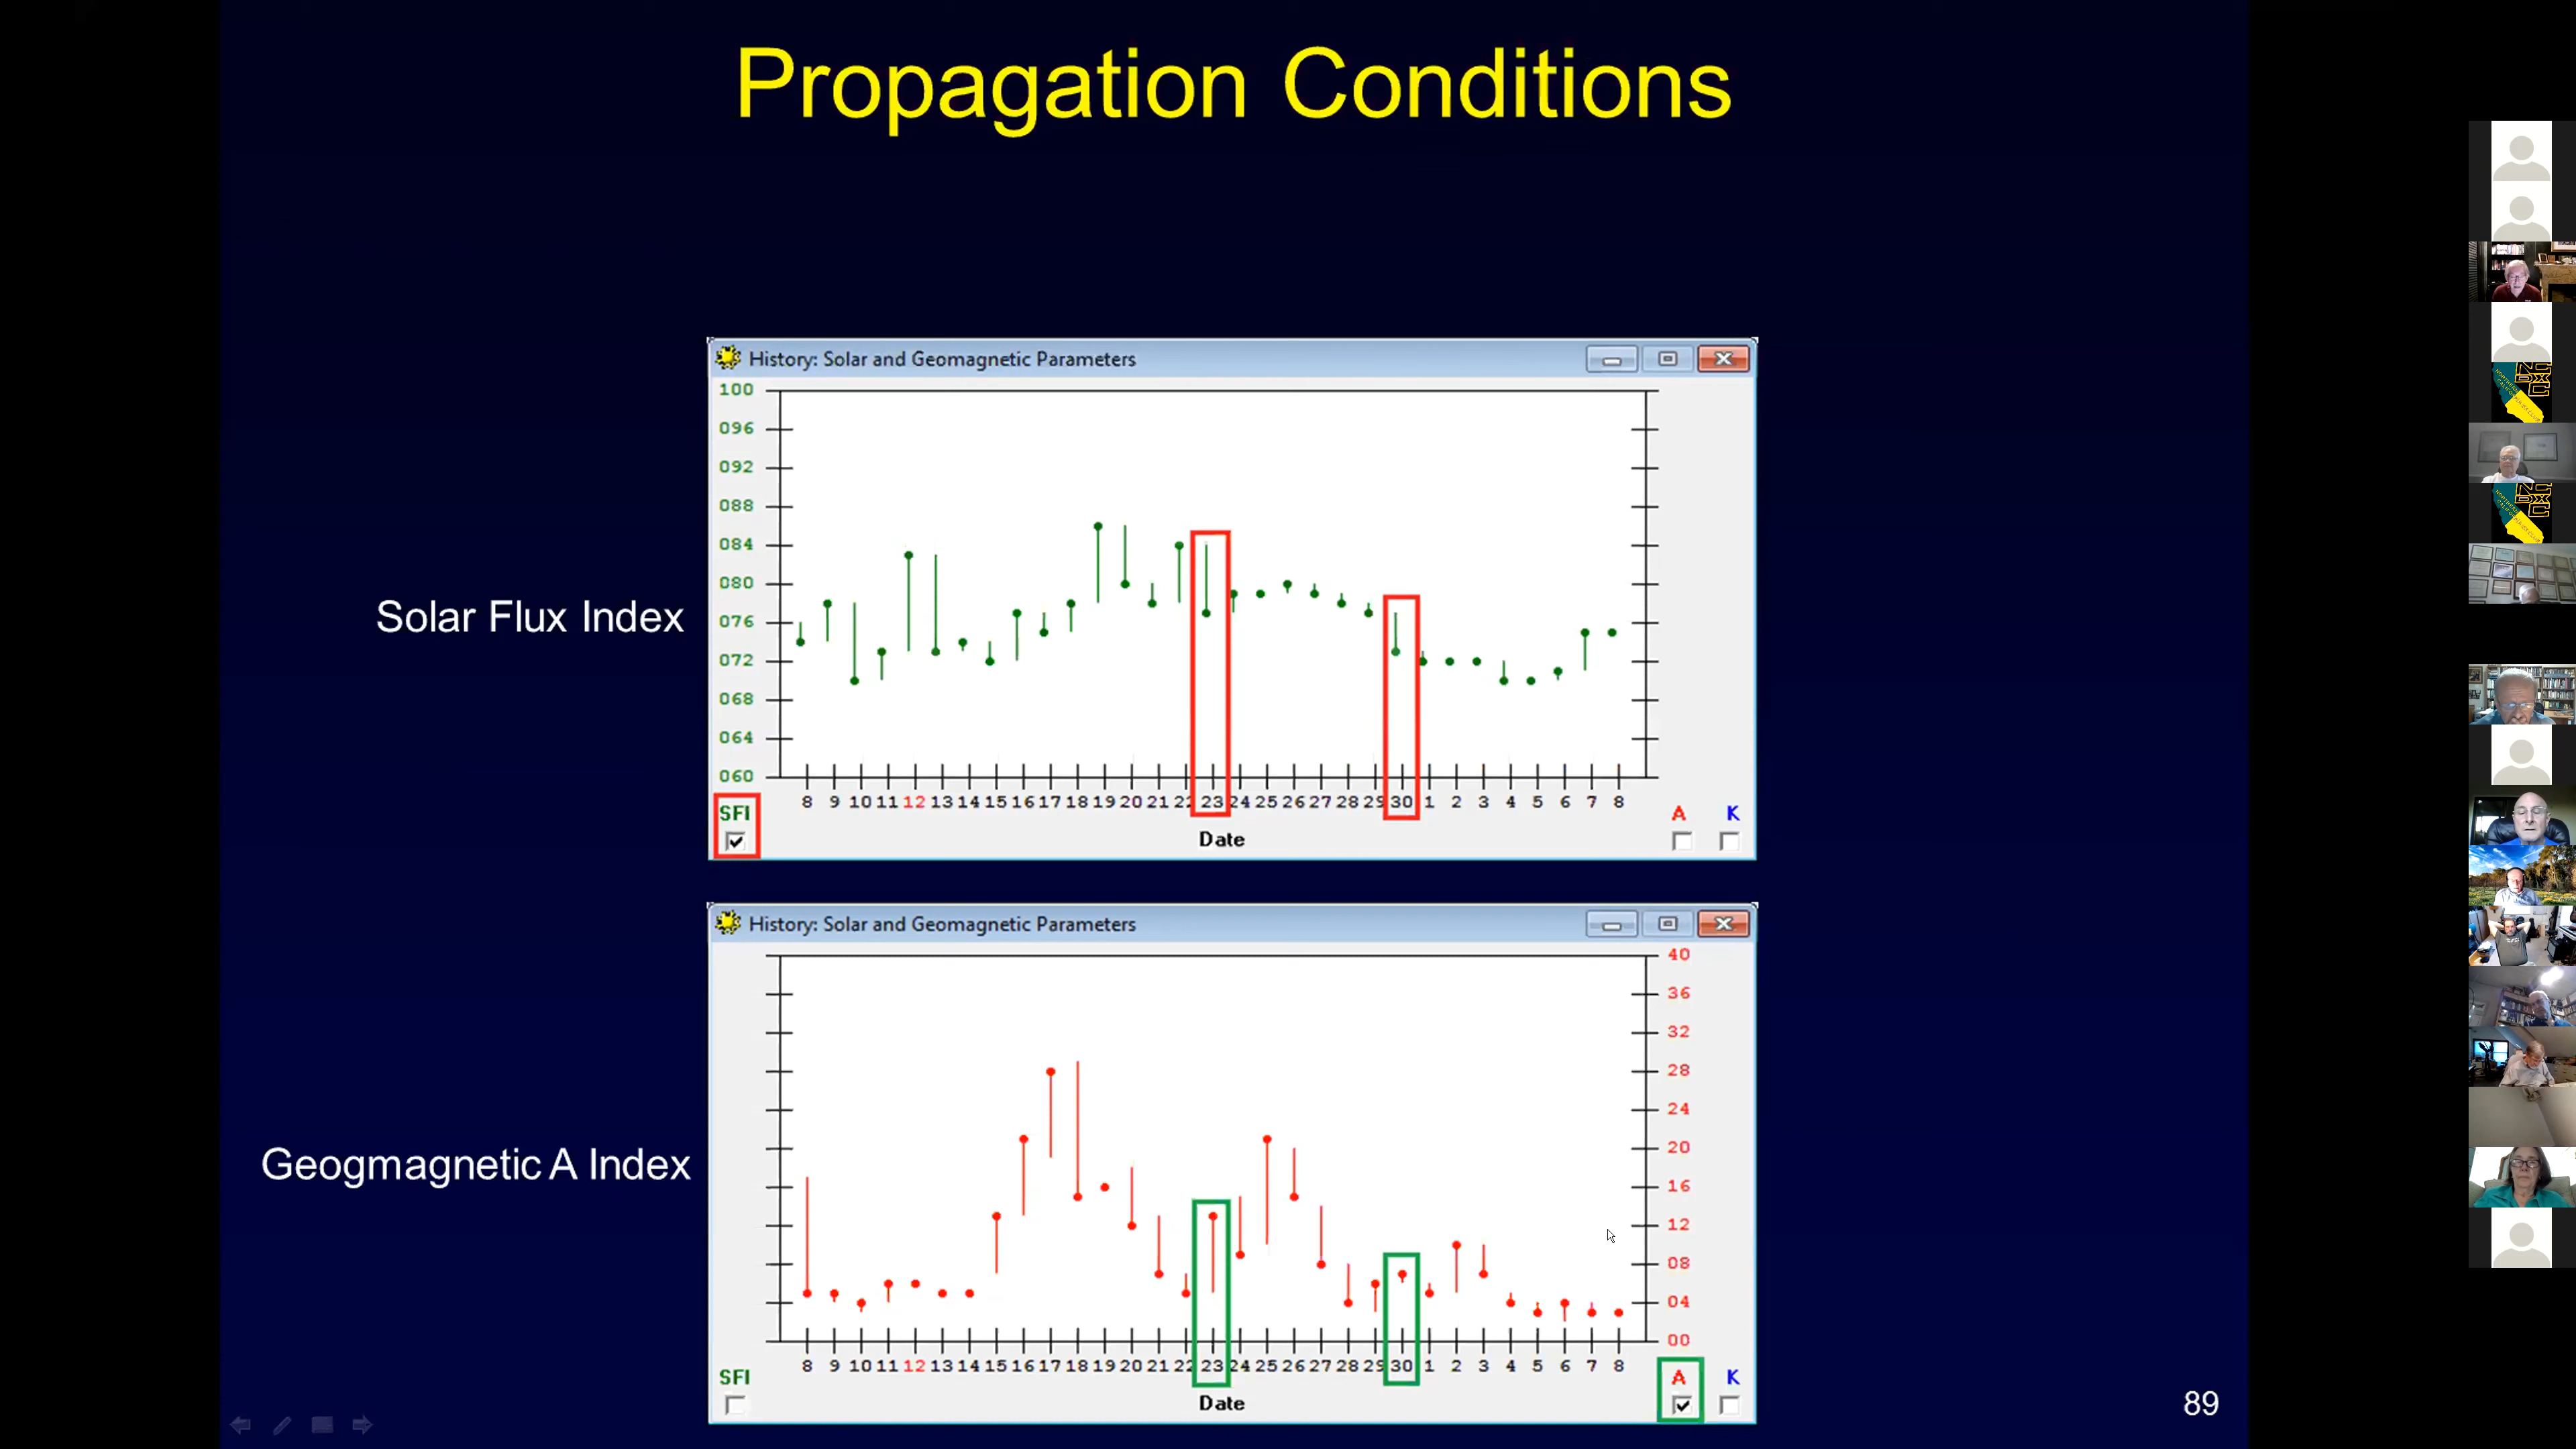 Propagation Conditions
History: Solar and Geomagnetic Parameters
100
096
092
088
084
080
076
072
068
064
060
Solar Flux Index
8 9 10 11 12 13 14 15 16 17 18 19 20 21 22 23 24 25 26 27 28 29 30 1 2 3 4 5 6 7 8
SFI
Date
A K
History: Solar and Geomagnetic Parameters
40
36
32
28
24
20
16
12
08
04
00
Geogmagnetic A Index
8 9 10 11 12 13 14 15 16 17 18 19 20 21 22 23 24 25 26 27 28 29 30 1 2 3 4 5 6 7 8
SFI
Date
A K
89